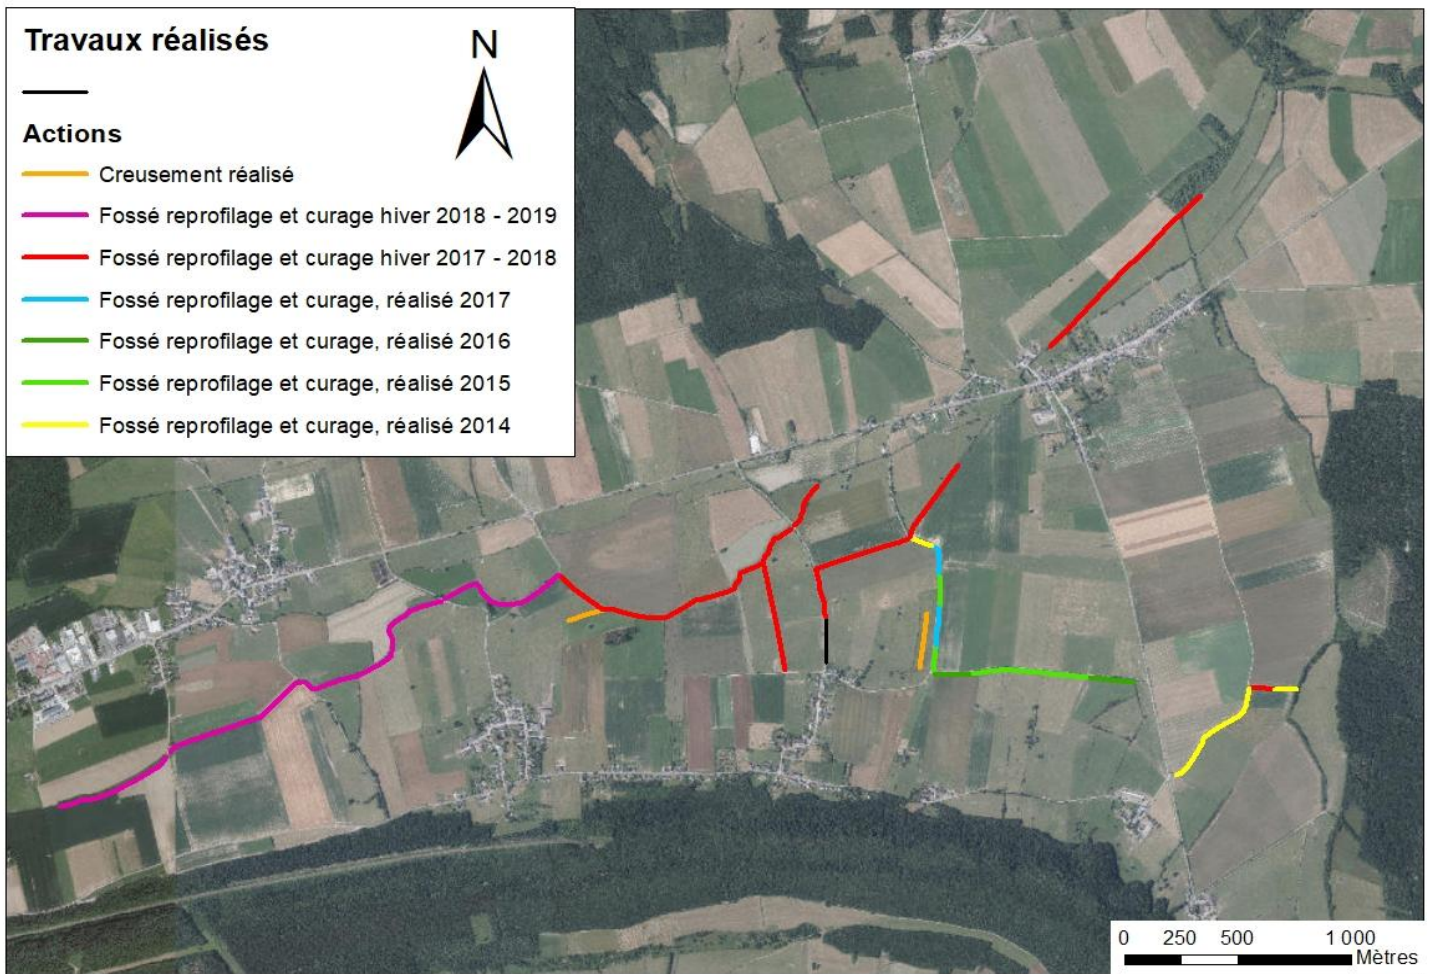 Travaux réalisés
N
Actions
Creusement réalisé
Fossé reprofilage et curage hiver 2018 - 2019
Fossé reprofilage et curage hiver 2017 - 2018
Fossé reprofilage et curage, réalisé 2017
Fossé reprofilage et curage, réalisé 2016
Fossé reprofilage et curage, réalisé 2015
Fossé reprofilage et curage, réalisé 2014
0 250 500 1 000
Mètres